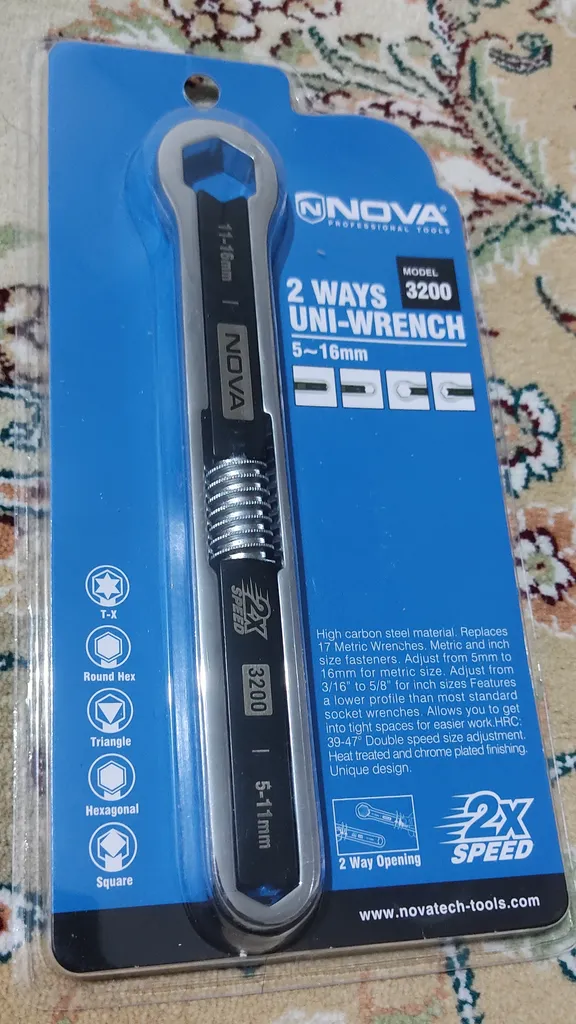 NOVA
PROFESSIONAL TOOLS
MODEL
3200
2 WAYS
UNI-WRENCH
5~16mm
11-16mm
NOVA
2X
SPEED
3200
5-11mm
T-X
Round Hex
Triangle
Hexagonal
Square
High carbon steel material. Replaces
17 Metric Wrenches. Metric and inch
size fasteners. Adjust from 5mm to
16mm for metric size. Adjust from
3/16" to 5/8" for inch sizes Features
a lower profile than most standard
socket wrenches. Allows you to get
into tight spaces for easier work.HRC:
39-47° Double speed size adjustment.
Heat treated and chrome plated finishing.
Unique design.
2 Way Opening
2X
SPEED
www.novatech-tools.com